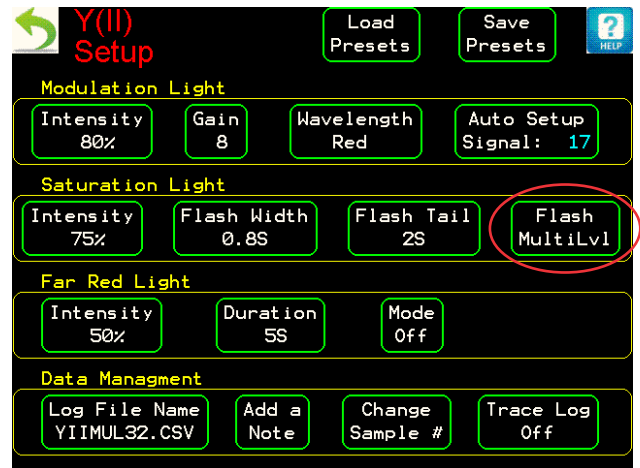 Y(II)
Setup
Load
Presets
Save
Presets
?
HELP
Modulation Light
Intensity
80%
Gain
8
Wavelength
Red
Auto Setup
Signal: 17
Saturation Light
Intensity
75%
Flash Width
0.8S
Flash Tail
2S
Flash
MultiLvl
Far Red Light
Intensity
50%
Duration
5S
Mode
Off
Data Managment
Log File Name
YIIMUL32.CSV
Add a
Note
Change
Sample #
Trace Log
Off